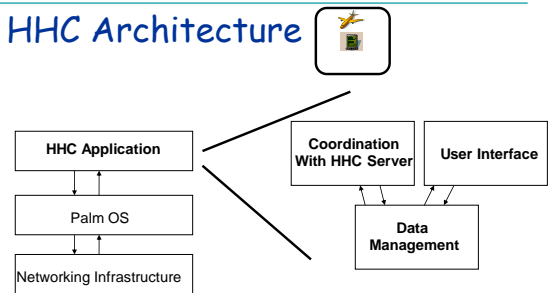 HHC Architecture
HHC Application
Palm OS
Networking Infrastructure
Coordination
With HHC Server
User Interface
Data
Management